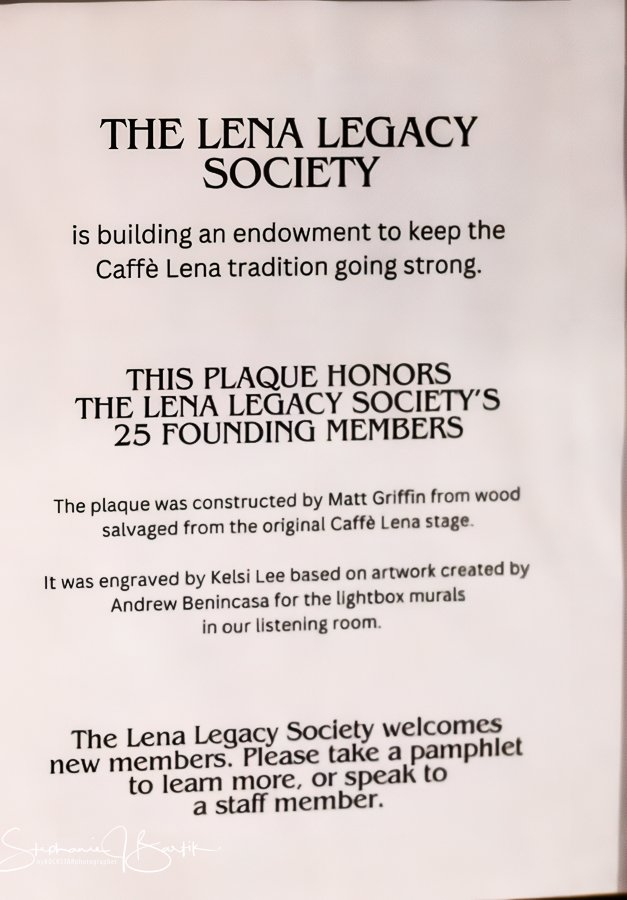 THE LENA LEGACY
SOCIETY
is building an endowment to keep the
Caffè Lena tradition going strong.
THIS PLAQUE HONORS
THE LENA LEGACY SOCIETY'S
25 FOUNDING MEMBERS
The plaque was constructed by Matt Griffin from wood
salvaged from the original Caffè Lena stage.
It was engraved by Kelsi Lee based on artwork created by
Andrew Benincasa for the lightbox murals
in our listening room.
The Lena Legacy Society welcomes
new members. Please take a pamphlet
to learn more, or speak to
a staff member.
Stephanie J Bartik